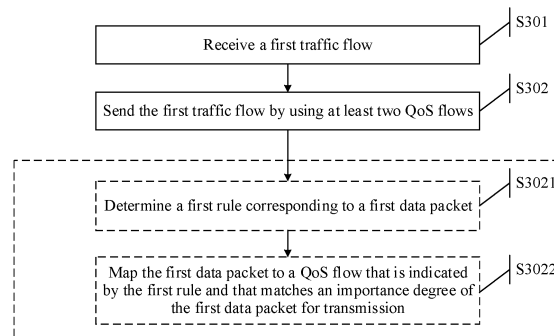 S301
Receive a first traffic flow
S302
Send the first traffic flow by using at least two QoS flows
S3021
Determine a first rule corresponding to a first data packet
S3022
Map the first data packet to a QoS flow that is indicated
by the first rule and that matches an importance degree of
the first data packet for transmission